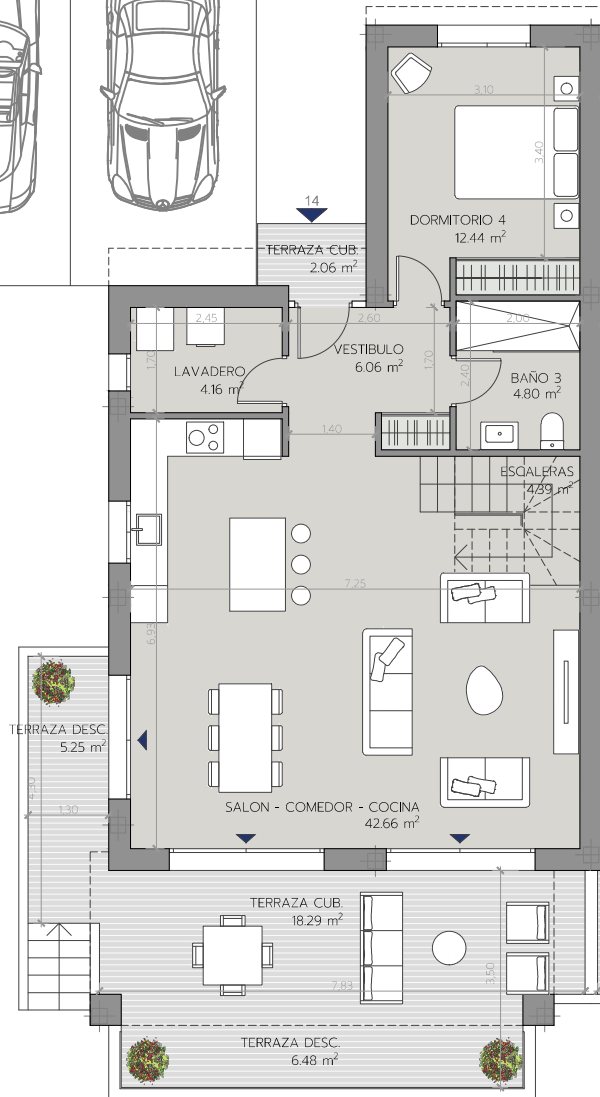 3,10
3,40
DORMITORIO 4
12.44 m²
14
TERRAZA CUB.
2.06 m²
2,45
2,60
2,00
1,70
LAVADERO
4.16 m²
VESTIBULO
6.06 m²
1,70
2,40
BAÑO 3
4.80 m²
1,40
ESCALERAS
4.39 m²
7,25
6,93
TERRAZA DESC.
5.25 m²
4,30
1,30
SALON - COMEDOR - COCINA
42.66 m²
TERRAZA CUB.
18.29 m²
7,83
3,50
TERRAZA DESC.
6.48 m²